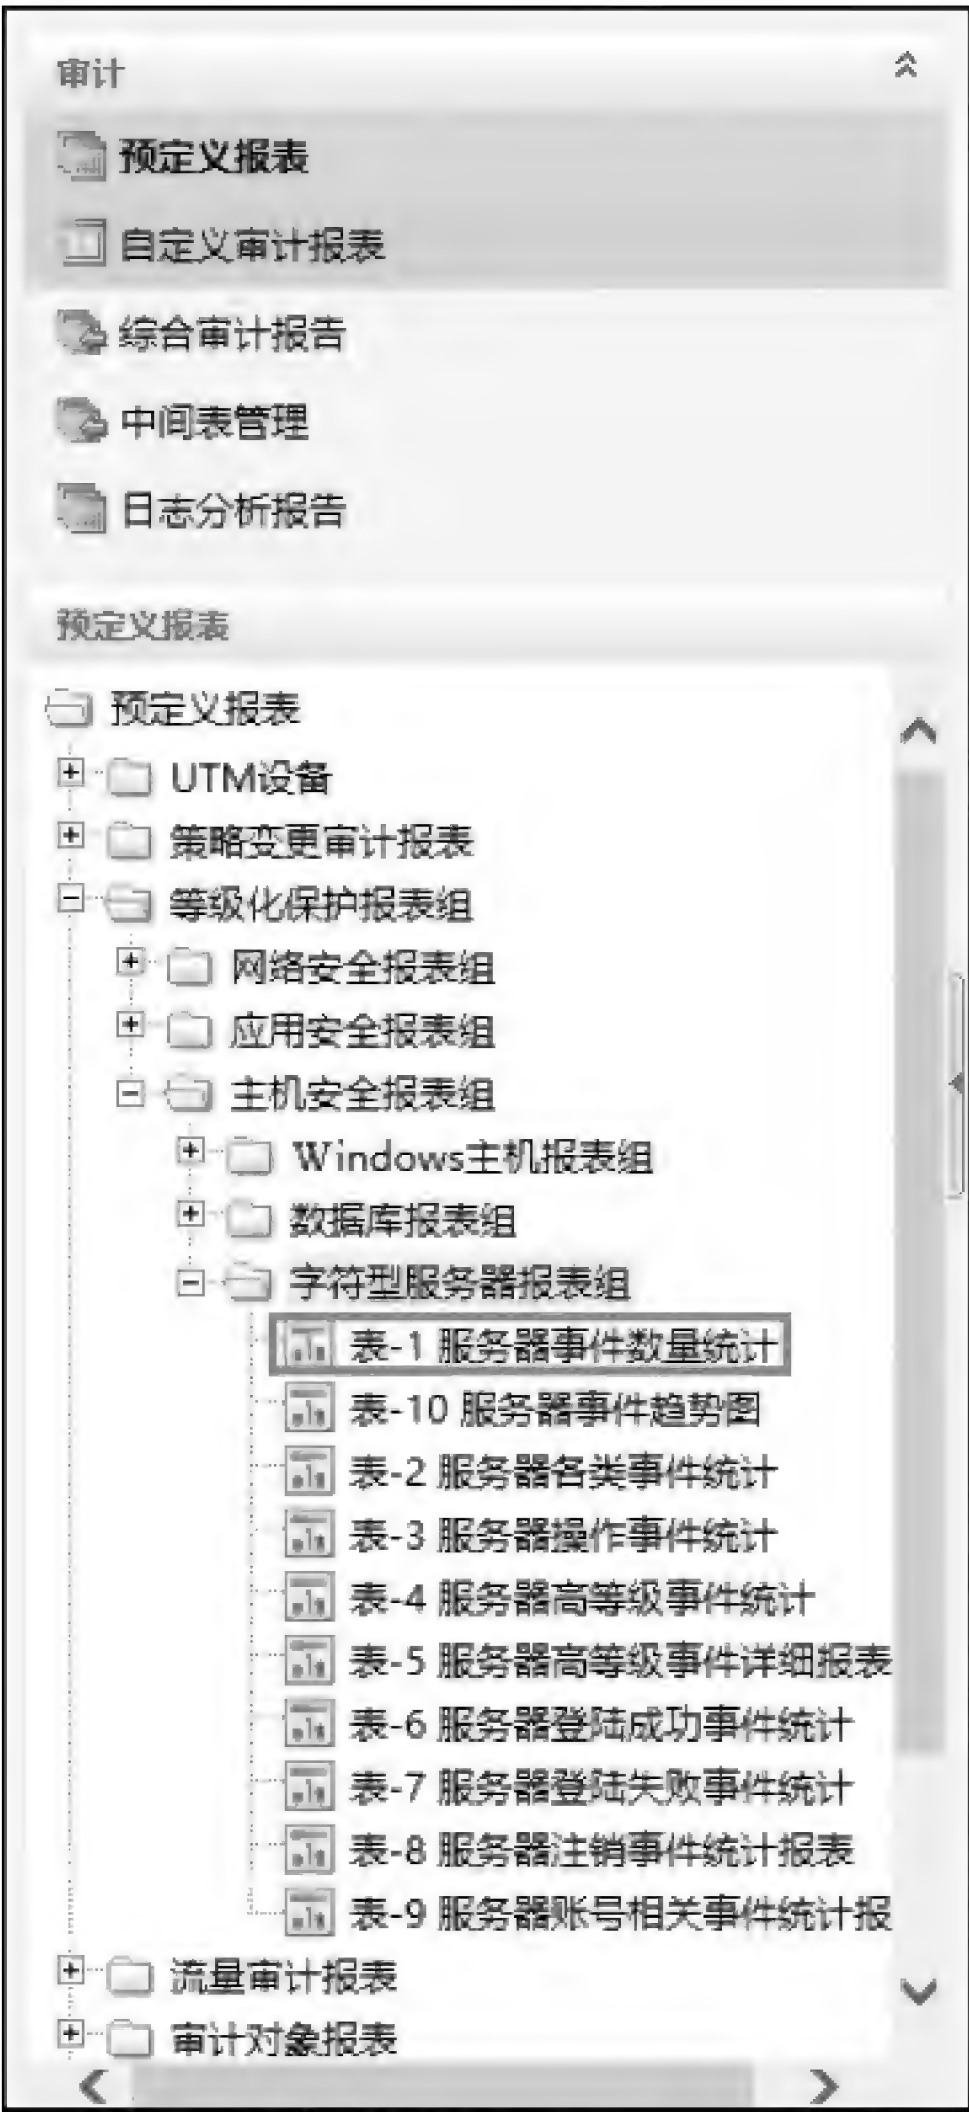 审计
预定义报表
自定义审计报表
综合审计报告
中间表管理
日志分析报告
预定义报表
预定义报表
UTM设备
策略变更审计报表
等级化保护报表组
网络安全报表组
应用安全报表组
主机安全报表组
Windows主机报表组
数据库报表组
字符型服务器报表组
表-1 服务器事件数量统计
表-10 服务器事件趋势图
表-2 服务器各类事件统计
表-3 服务器操作事件统计
表-4 服务器高等级事件统计
表-5 服务器高等级事件详细报表
表-6 服务器登陆成功事件统计
表-7 服务器登陆失败事件统计
表-8 服务器注销事件统计报表
表-9 服务器账号相关事件统计报
流量审计报表
审计对象报表